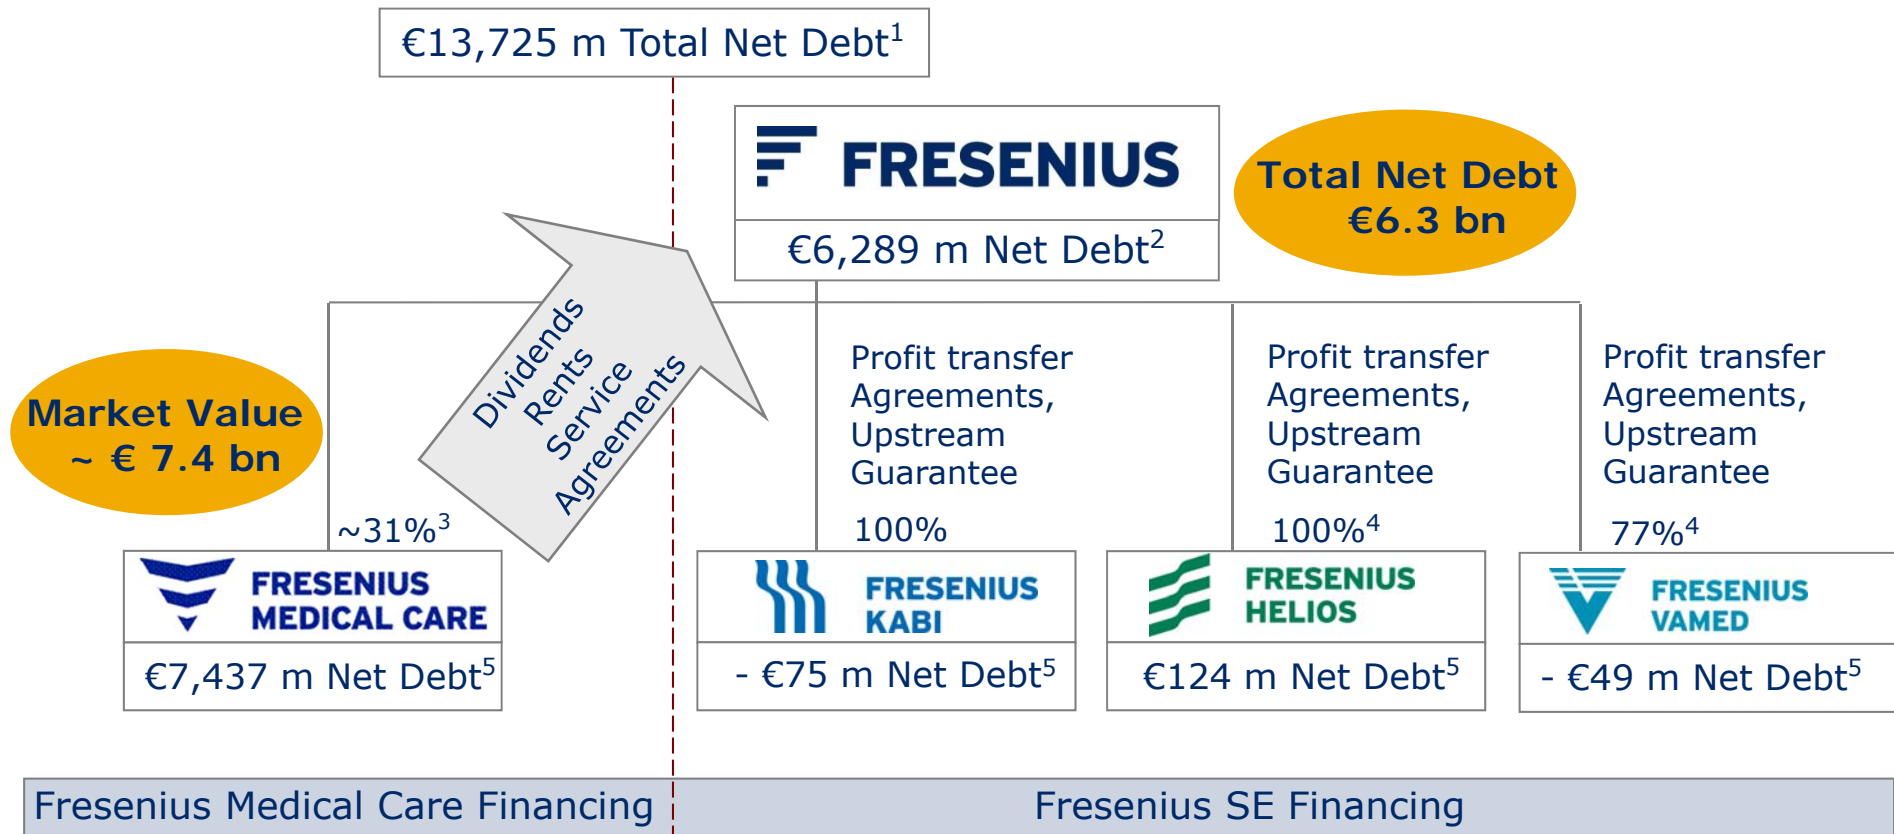 €13,725 m Total Net Debt¹
FRESENIUS
€6,289 m Net Debt²
Total Net Debt
€6.3 bn
Market Value
~ € 7.4 bn
Dividends
Rents
Service
Agreements
~31%³
FRESENIUS
MEDICAL CARE
€7,437 m Net Debt⁵
Profit transfer
Agreements,
Upstream
Guarantee
100%
FRESENIUS
KABI
- €75 m Net Debt⁵
Profit transfer
Agreements,
Upstream
Guarantee
100%⁴
FRESENIUS
HELIOS
€124 m Net Debt⁵
Profit transfer
Agreements,
Upstream
Guarantee
77%⁴
FRESENIUS
VAMED
- €49 m Net Debt⁵
Fresenius Medical Care Financing
Fresenius SE Financing